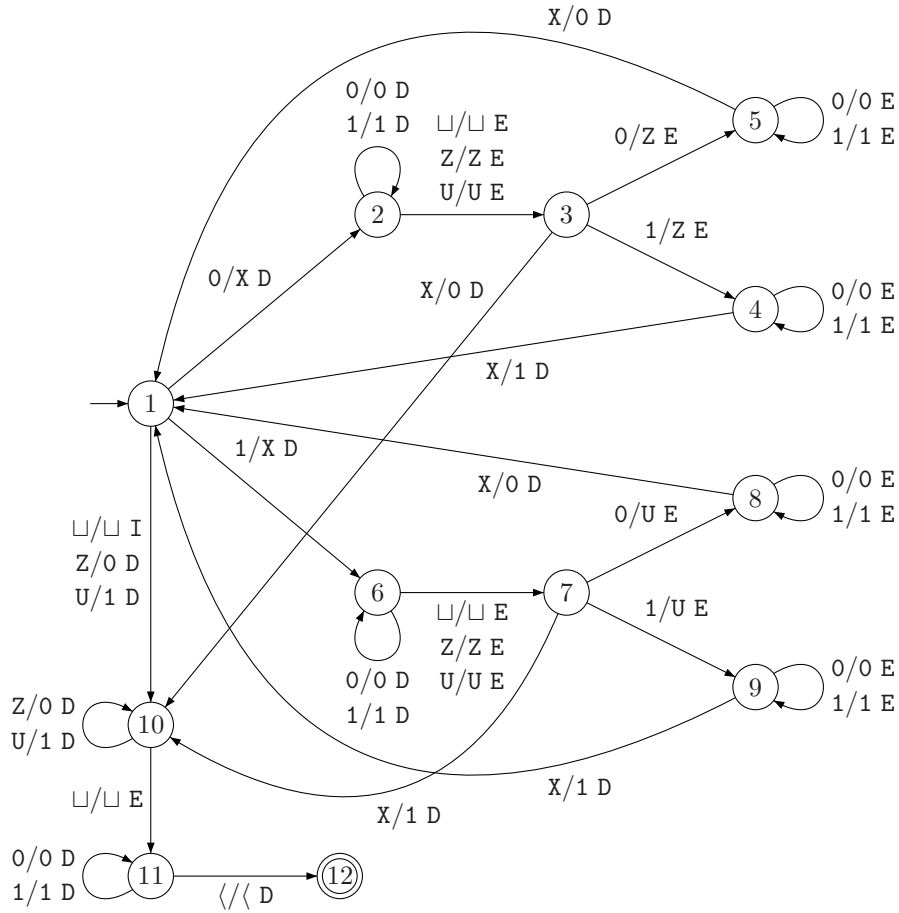 X/0 D
0/0 D
1/1 D
⊔/⊔ E
Z/Z E
U/U E
5
0/0 E
1/1 E
0/Z E
2
3
1/Z E
0/X D
X/0 D
4
0/0 E
1/1 E
X/1 D
1
1/X D
X/0 D
8
0/0 E
1/1 E
0/U E
⊔/⊔ I
Z/0 D
U/1 D
6
7
⊔/⊔ E
Z/Z E
U/U E
1/U E
0/0 D
1/1 D
9
0/0 E
1/1 E
Z/0 D
U/1 D
10
X/1 D
X/1 D
⊔/⊔ E
0/0 D
1/1 D
11
⟨/⟨ D
12